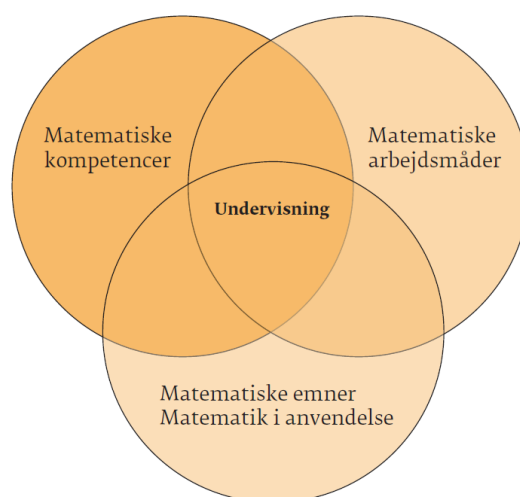 Matematiske
kompetencer
Matematiske
arbejdsmåder
Undervisning
Matematiske emner
Matematik i anvendelse